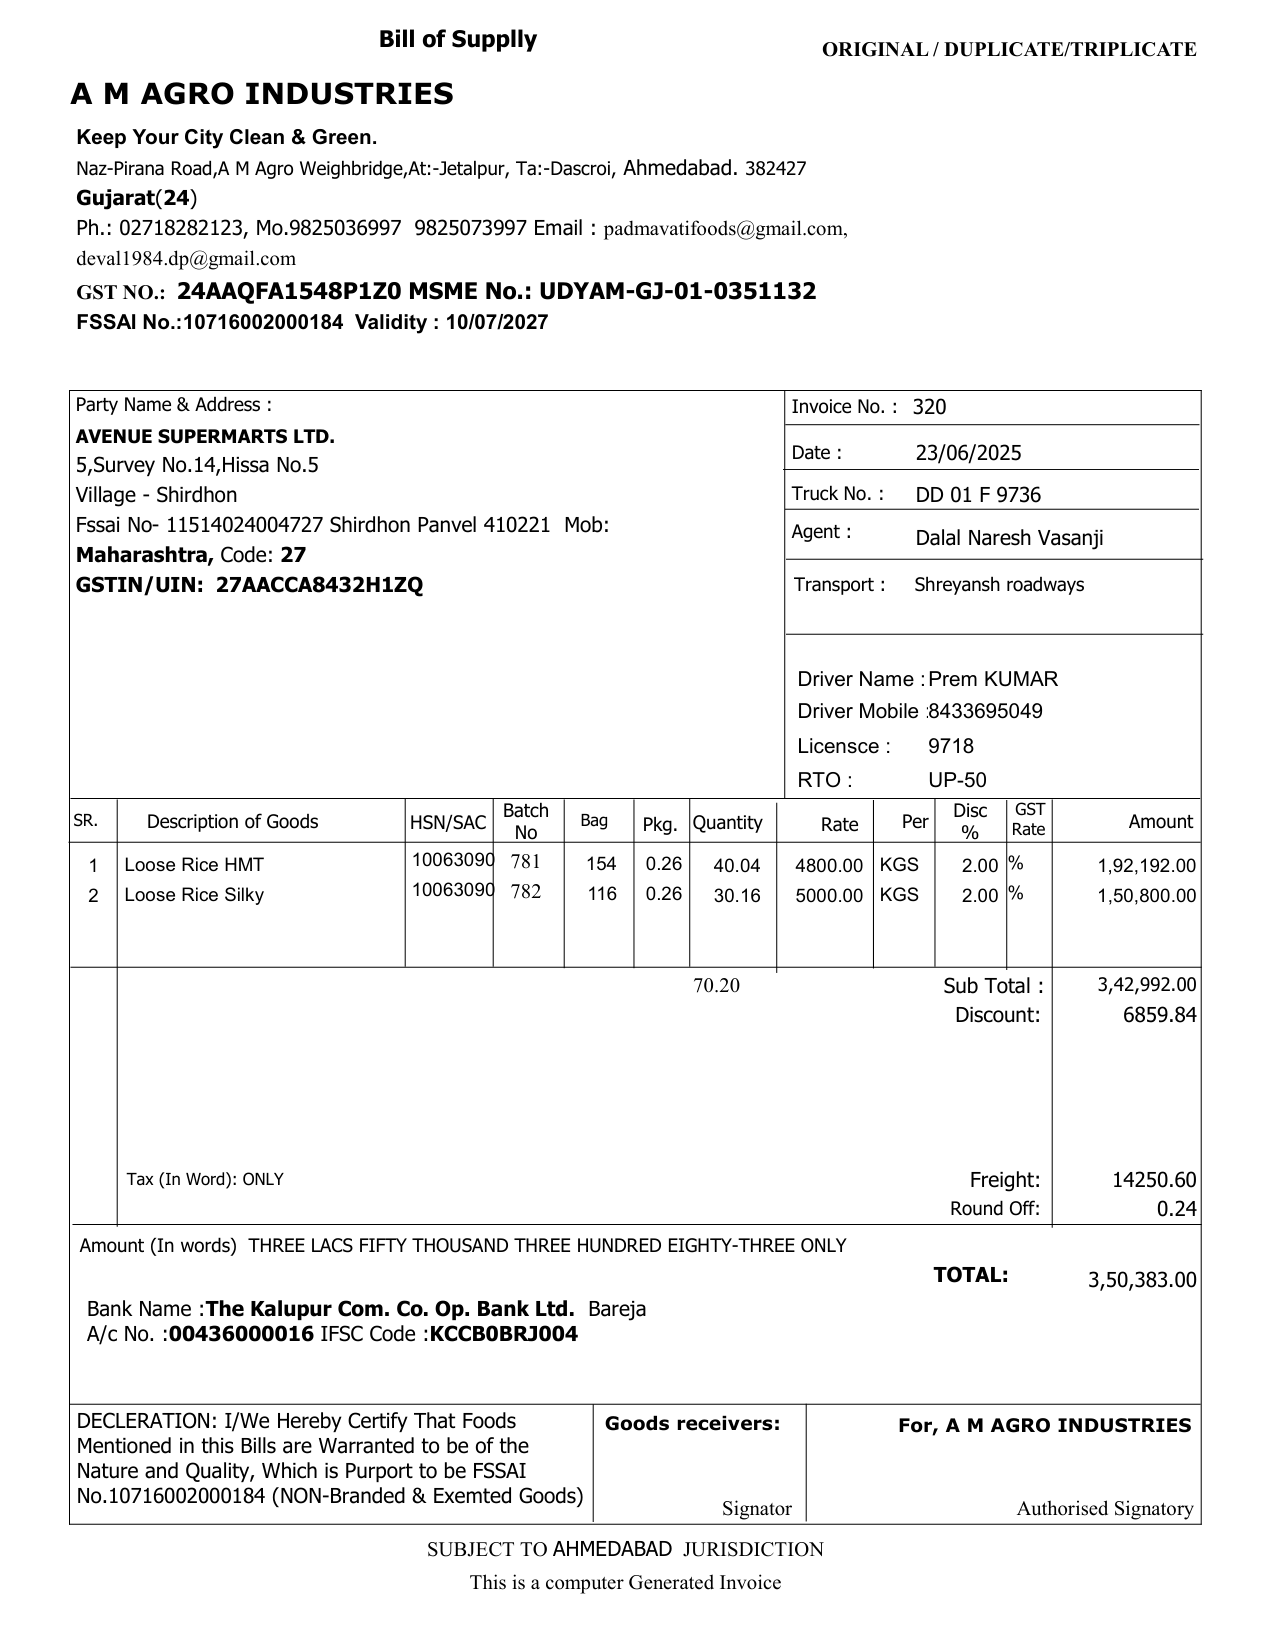 Bill of Supplly
ORIGINAL / DUPLICATE/TRIPLICATE
A M AGRO INDUSTRIES
Keep Your City Clean & Green.
Naz-Pirana Road,A M Agro Weighbridge,At:-Jetalpur, Ta:-Dascroi, Ahmedabad. 382427
Gujarat(24)
Ph.: 02718282123, Mo.9825036997 9825073997 Email : padmavatifoods@gmail.com,
deval1984.dp@gmail.com
GST NO.: 24AAQFA1548P1Z0 MSME No.: UDYAM-GJ-01-0351132
FSSAI No.:10716002000184 Validity : 10/07/2027
Party Name & Address :
AVENUE SUPERMARTS LTD.
5,Survey No.14,Hissa No.5
Village - Shirdhon
Fssai No- 11514024004727 Shirdhon Panvel 410221 Mob:
Maharashtra, Code: 27
GSTIN/UIN: 27AACCA8432H1ZQ
Invoice No. : 320
Date : 23/06/2025
Truck No. : DD 01 F 9736
Agent : Dalal Naresh Vasanji
Transport : Shreyansh roadways
Driver Name : Prem KUMAR
Driver Mobile :8433695049
Licensce : 9718
RTO : UP-50
SR. Description of Goods HSN/SAC Batch No Bag Pkg. Quantity Rate Per Disc % GST Rate Amount
1 Loose Rice HMT 10063090 781 154 0.26 40.04 4800.00 KGS 2.00 % 1,92,192.00
2 Loose Rice Silky 10063090 782 116 0.26 30.16 5000.00 KGS 2.00 % 1,50,800.00
70.20 Sub Total : 3,42,992.00
Discount: 6859.84
Tax (In Word): ONLY Freight: 14250.60
Round Off: 0.24
Amount (In words) THREE LACS FIFTY THOUSAND THREE HUNDRED EIGHTY-THREE ONLY
TOTAL: 3,50,383.00
Bank Name :The Kalupur Com. Co. Op. Bank Ltd. Bareja
A/c No. :00436000016 IFSC Code :KCCB0BRJ004
DECLERATION: I/We Hereby Certify That Foods
Mentioned in this Bills are Warranted to be of the
Nature and Quality, Which is Purport to be FSSAI
No.10716002000184 (NON-Branded & Exemted Goods)
Goods receivers:
Signator
For, A M AGRO INDUSTRIES
Authorised Signatory
SUBJECT TO AHMEDABAD JURISDICTION
This is a computer Generated Invoice